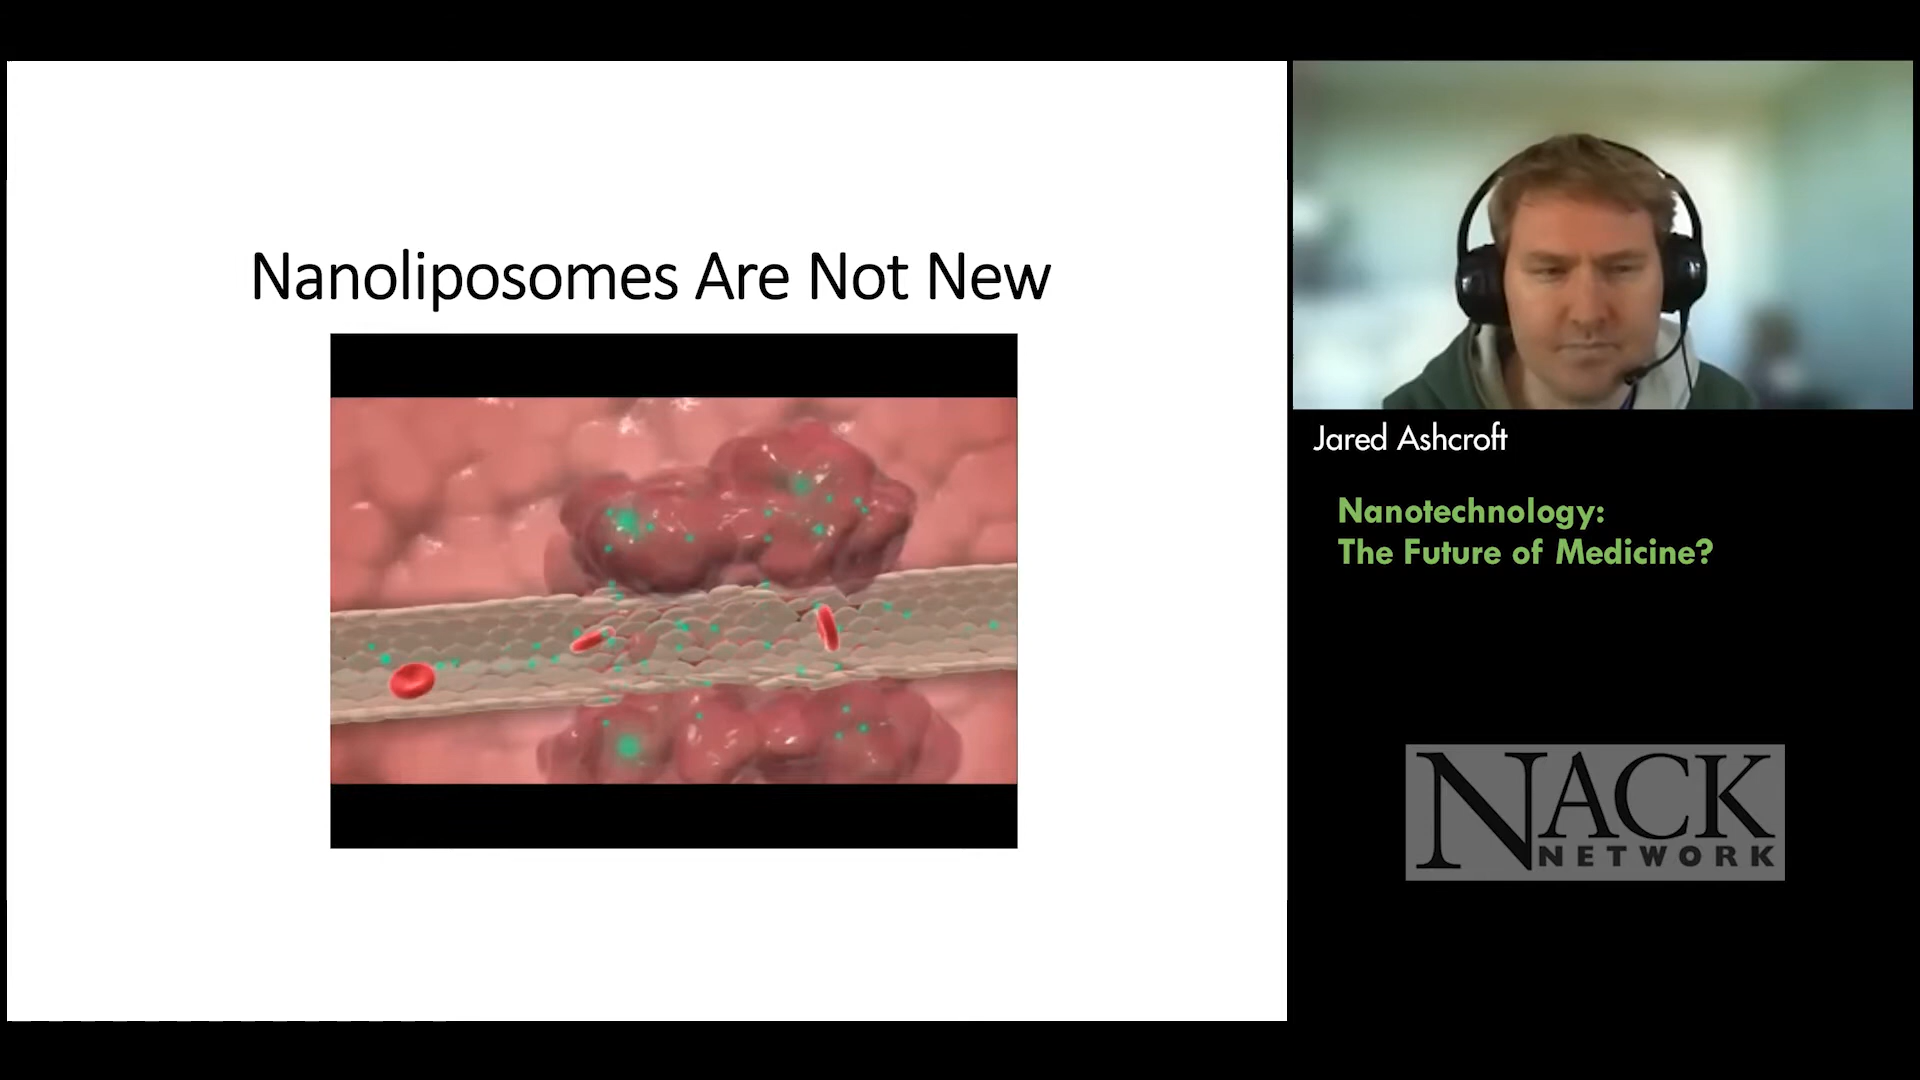 Nanoliposomes Are Not New
Jared Ashcroft
Nanotechnology:
The Future of Medicine?
NACK
NETWORK